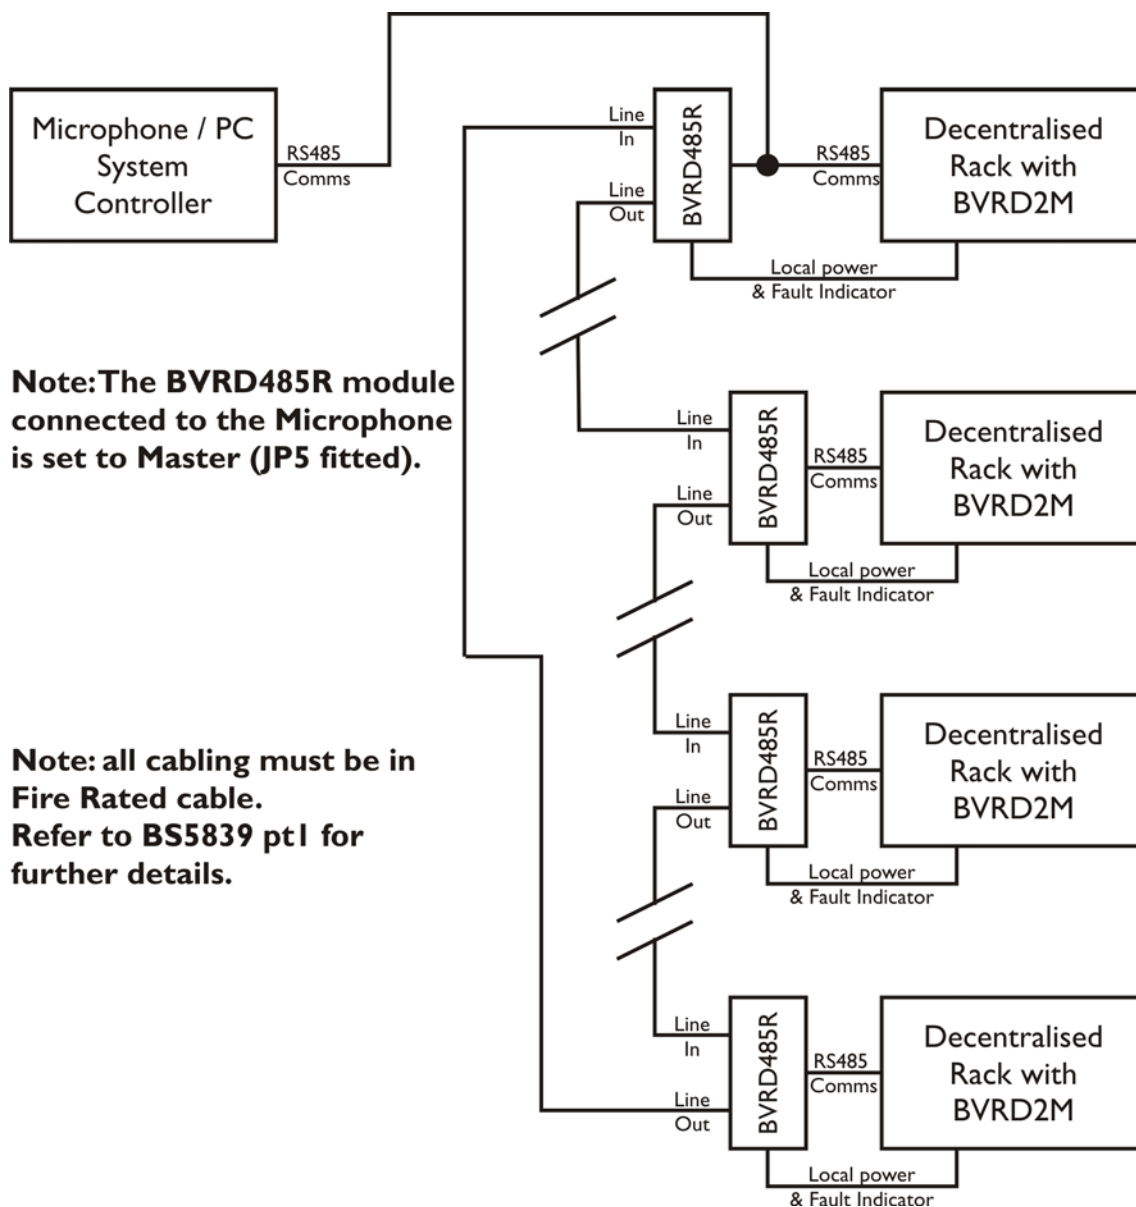 Microphone / PC
System
Controller
RS485
Comms
Line
In
Line
Out
BVRD485R
RS485
Comms
Decentralised
Rack with
BVRD2M
Local power
& Fault Indicator
Note: The BVRD485R module
connected to the Microphone
is set to Master (JP5 fitted).
Line
In
Line
Out
BVRD485R
RS485
Comms
Decentralised
Rack with
BVRD2M
Local power
& Fault Indicator
Note: all cabling must be in
Fire Rated cable.
Refer to BS5839 pt1 for
further details.
Line
In
Line
Out
BVRD485R
RS485
Comms
Decentralised
Rack with
BVRD2M
Local power
& Fault Indicator
Line
In
Line
Out
BVRD485R
RS485
Comms
Decentralised
Rack with
BVRD2M
Local power
& Fault Indicator